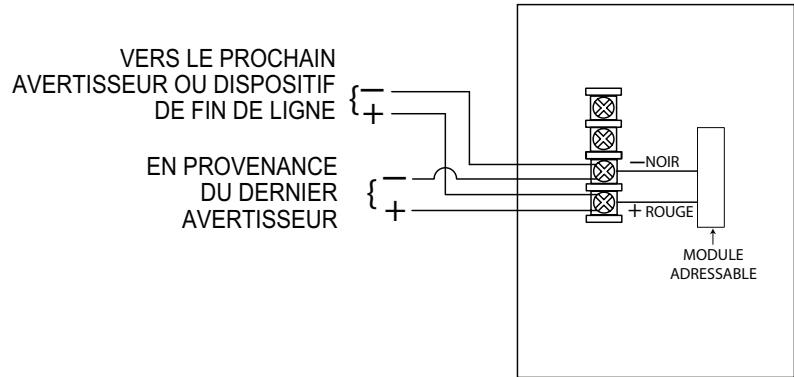 VERS LE PROCHAIN
AVERTISSEUR OU DISPOSITIF
DE FIN DE LIGNE
{ –
+
EN PROVENANCE
DU DERNIER
AVERTISSEUR
{ –
+
– NOIR
+ ROUGE
MODULE
ADRESSABLE